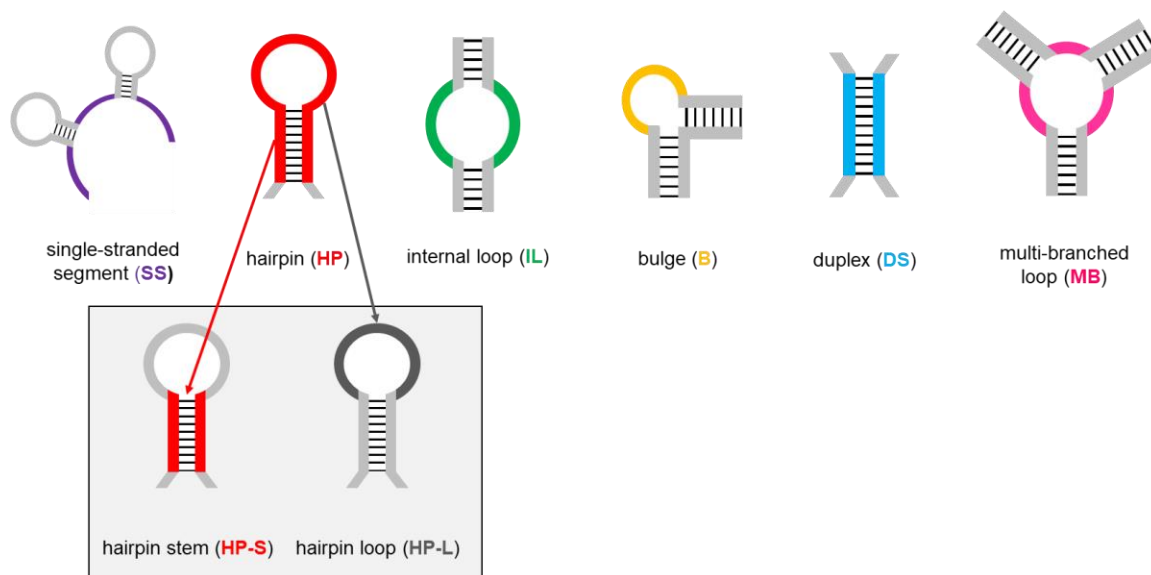 single-stranded
segment (SS)
hairpin (HP)
internal loop (IL)
bulge (B)
duplex (DS)
multi-branched
loop (MB)
hairpin stem (HP-S)
hairpin loop (HP-L)